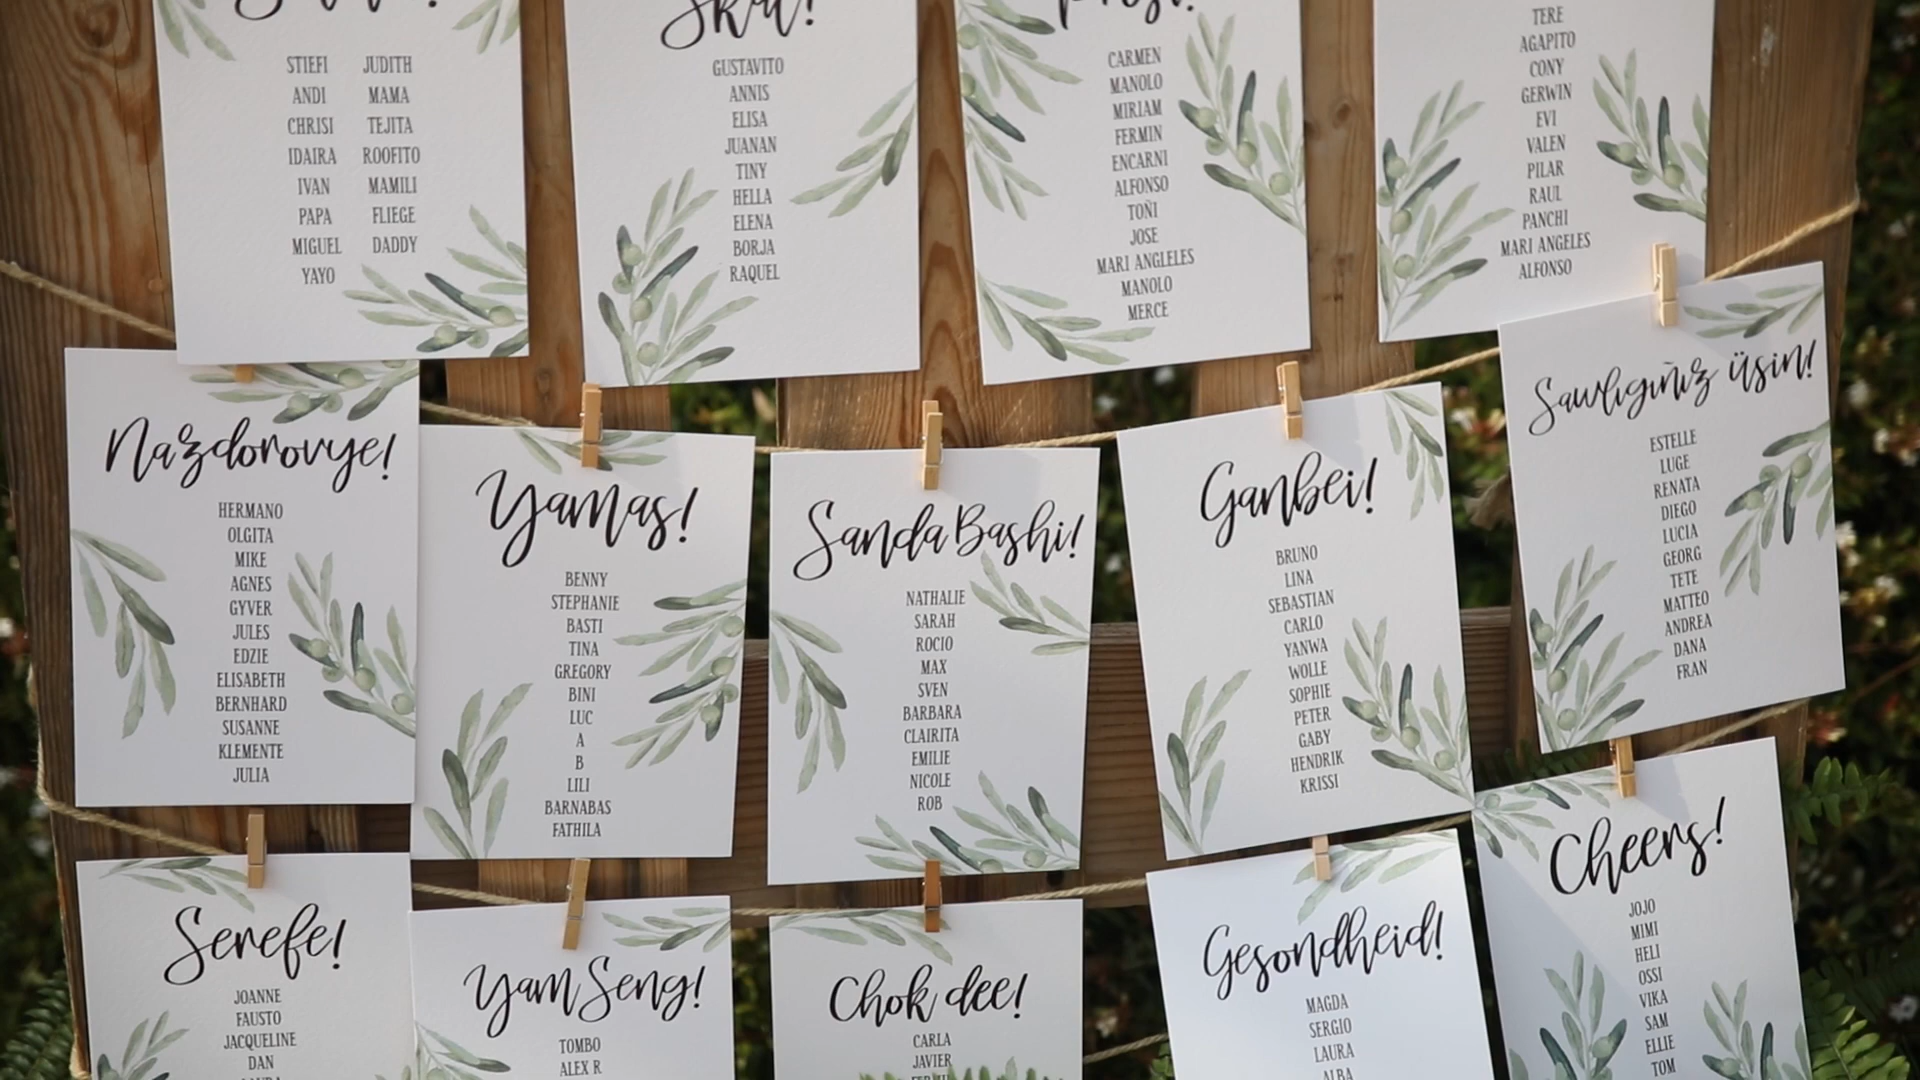 Skál!
STIEFI JUDITH
ANDI MAMA
CHRISI TEJITA
IDAIRA ROOFITO
IVAN MAMILI
PAPA FLIEGE
MIGUEL DADDY
YAYO
GUSTAVITO
ANNIS
ELISA
JUANAN
TINY
HELLA
ELENA
BORJA
RAQUEL
CARMEN
MANOLO
MIRIAM
FERMIN
ENCARNI
ALFONSO
TOÑI
JOSE
MARI ANGLELES
MANOLO
MERCE
TERE
AGAPITO
CONY
GERWIN
EVI
VALEN
PILAR
RAUL
PANCHI
MARI ANGELES
ALFONSO
Nazdorovye!
HERMANO
OLGITA
MIKE
AGNES
GYVER
JULES
EDZIE
ELISABETH
BERNHARD
SUSANNE
KLEMENTE
JULIA
Yamas!
BENNY
STEPHANIE
BASTI
TINA
GREGORY
BINI
LUC
A
B
LILI
BARNABAS
FATHILA
Sanda Bashi!
NATHALIE
SARAH
ROCIO
MAX
SVEN
BARBARA
CLAIRITA
EMILIE
NICOLE
ROB
Ganbei!
BRUNO
LINA
SEBASTIAN
CARLO
YANWA
WOLLE
SOPHIE
PETER
GABY
HENDRIK
KRISSI
Sawligiñiz üsin!
ESTELLE
LUGE
RENATA
DIEGO
LUCIA
GEORG
TETE
MATTEO
ANDREA
DANA
FRAN
Serefe!
JOANNE
FAUSTO
JACQUELINE
DAN
Yam Seng!
TOMBO
ALEX R
Chok dee!
CARLA
JAVIER
Gesondheid!
MAGDA
SERGIO
LAURA
ALBA
Cheers!
JOJO
MIMI
HELI
OSSI
VIKA
SAM
ELLIE
TOM